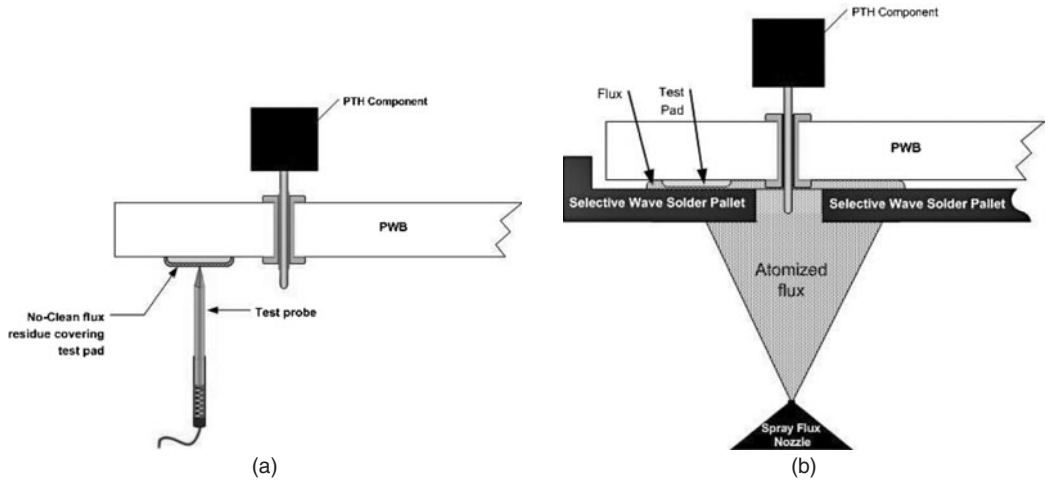 PTH Component
PWB
No-Clean flux
residue covering
test pad
Test probe
(a)
PTH Component
Flux
Test
Pad
PWB
Selective Wave Solder Pallet
Selective Wave Solder Pallet
Atomized
flux
Spray Flux
Nozzle
(b)